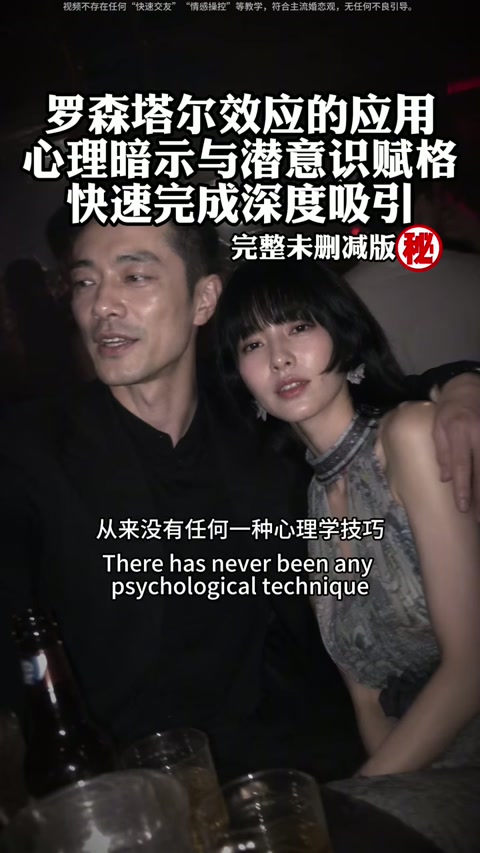 视频不存在任何“快速交友”“情感操控”等教学，符合主流婚恋观，无任何不良引导。
罗森塔尔效应的应用
心理暗示与潜意识赋格
快速完成深度吸引
完整未删减版 秘
从来没有任何一种心理学技巧
There has never been any
psychological technique